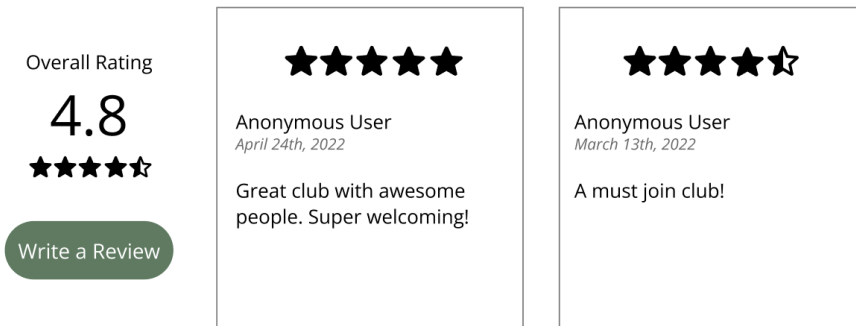 Overall Rating
4.8
Write a Review
Anonymous User
April 24th, 2022
Great club with awesome
people. Super welcoming!
Anonymous User
March 13th, 2022
A must join club!